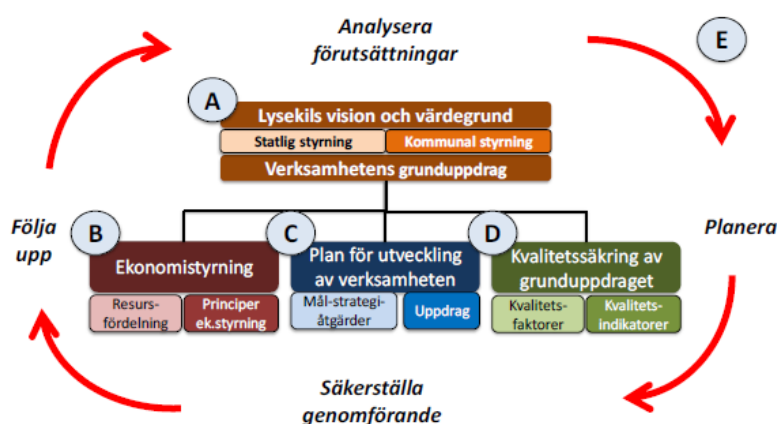 Analysera
förutsättningar
E
A
Lysekils vision och värdegrund
Statlig styrning
Kommunal styrning
Verksamhetens grunduppdrag
Följa
upp
Planera
B
Ekonomistyrning
Resurs-
fördelning
Principer
ek.styrning
C
Plan för utveckling
av verksamheten
Mål-strategi-
åtgärder
Uppdrag
D
Kvalitetssäkring av
grunduppdraget
Kvalitets-
faktorer
Kvalitets-
indikatorer
Säkerställa
genomförande